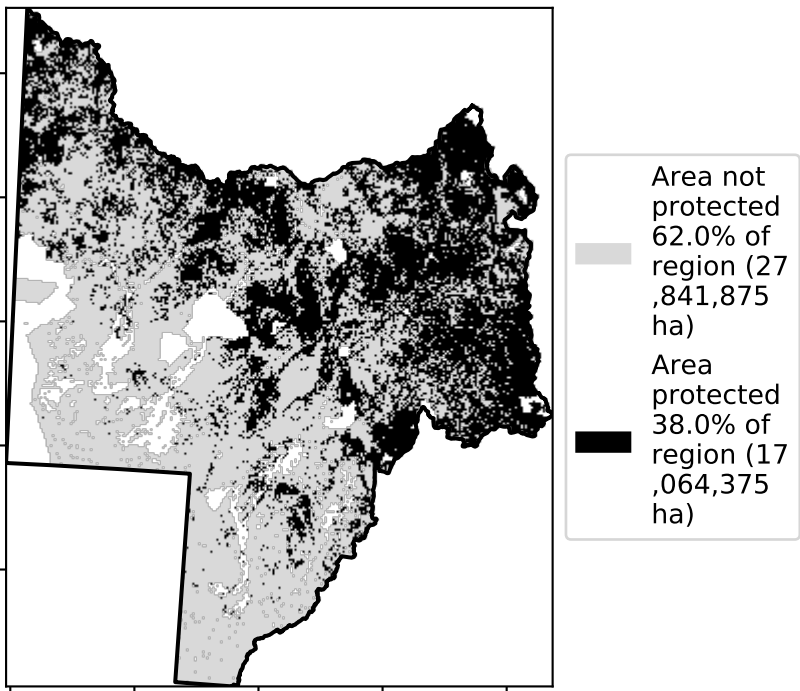 Area not
protected
62.0% of
region (27
,841,875
ha)
Area
protected
38.0% of
region (17
,064,375
ha)